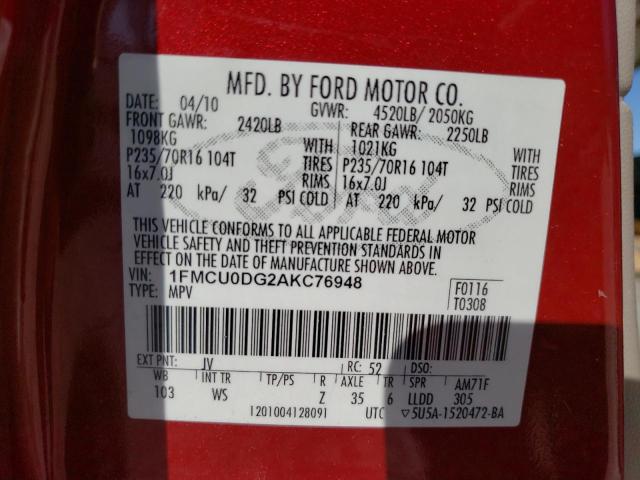 MFD. BY FORD MOTOR CO.
DATE: 04/10 GVWR: 4520LB/ 2050KG
FRONT GAWR: 2420LB REAR GAWR: 2250LB
1098KG WITH 1021KG WITH
P235/70R16 104T TIRES P235/70R16 104T TIRES
16x7.0J RIMS 16x7.0J RIMS
AT 220 kPa/ 32 PSI COLD AT 220 kPa/ 32 PSI COLD
Ford
THIS VEHICLE CONFORMS TO ALL APPLICABLE FEDERAL MOTOR
VEHICLE SAFETY AND THEFT PREVENTION STANDARDS IN
EFFECT ON THE DATE OF MANUFACTURE SHOWN ABOVE.
VIN: 1FMCU0DG2AKC76948 F0116
TYPE: MPV T0308
EXT PNT: JV RC: 52 DSO:
WB INT TR TP/PS R AXLE TR SPR AM71F
103 WS Z 35 6 LLDD 305
1201004128091 UTC ▽5U5A-1520472-BA